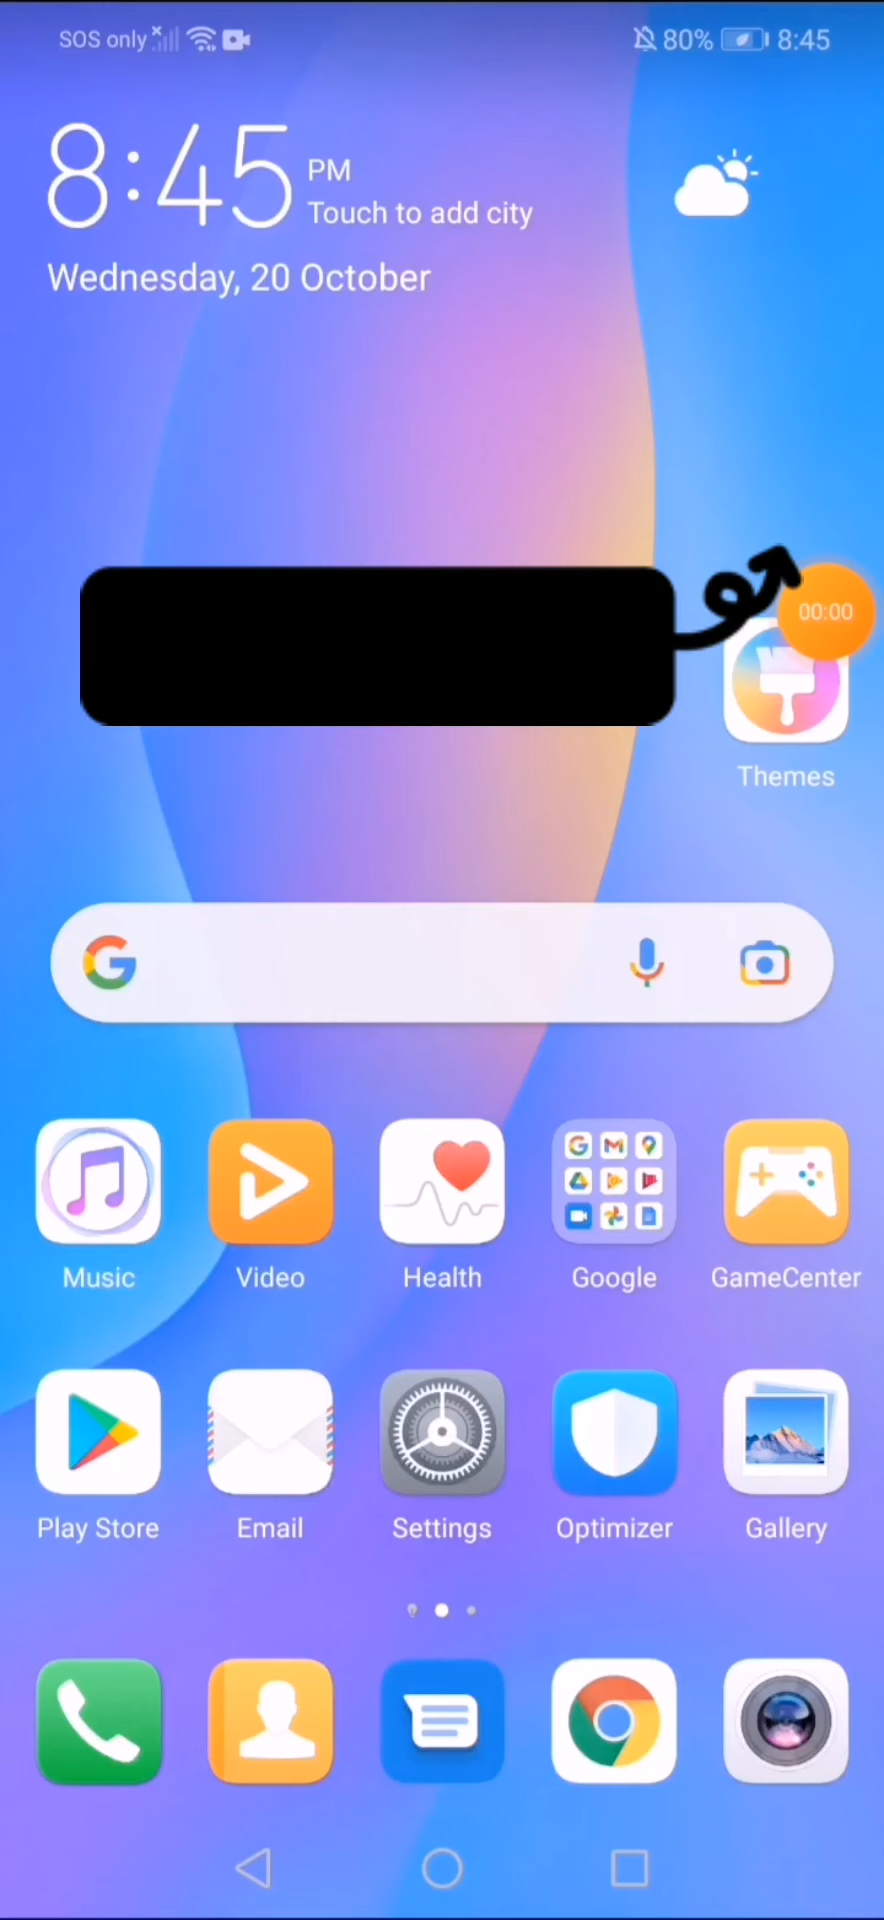 SOS only
80% 8:45
8:45 PM
Touch to add city
Wednesday, 20 October
00:00
Themes
Music Video Health Google GameCenter
Play Store Email Settings Optimizer Gallery